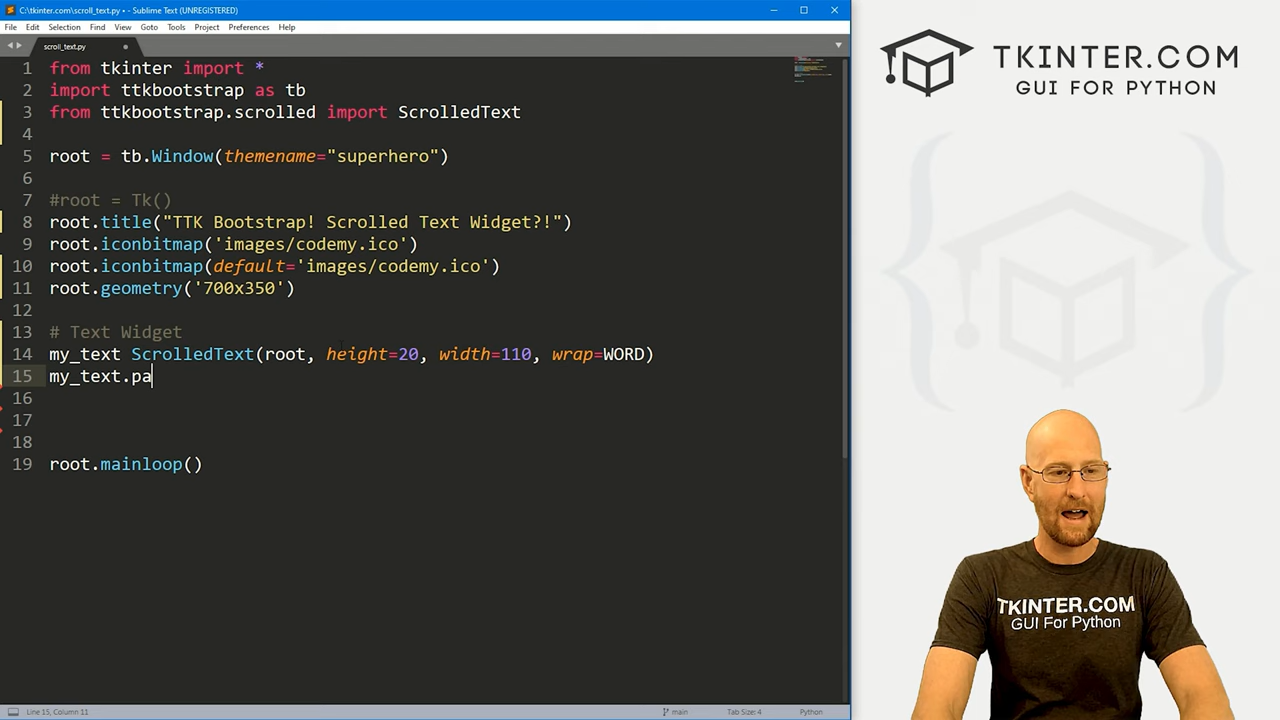 C:\tkinter.com\scroll_text.py • - Sublime Text (UNREGISTERED)
File Edit Selection Find View Goto Tools Project Preferences Help
scroll_text.py
1 from tkinter import *
2 import ttkbootstrap as tb
3 from ttkbootstrap.scrolled import ScrolledText
4
5 root = tb.Window(themename="superhero")
6
7 #root = Tk()
8 root.title("TTK Bootstrap! Scrolled Text Widget?!")
9 root.iconbitmap('images/codemy.ico')
10 root.iconbitmap(default='images/codemy.ico')
11 root.geometry('700x350')
12
13 # Text Widget
14 my_text ScrolledText(root, height=20, width=110, wrap=WORD)
15 my_text.pa
16
17
18
19 root.mainloop()
Line 15, Column 11
main
Tab Size: 4
Python
TKINTER.COM
GUI FOR PYTHON
TKINTER.COM
GUI For Python